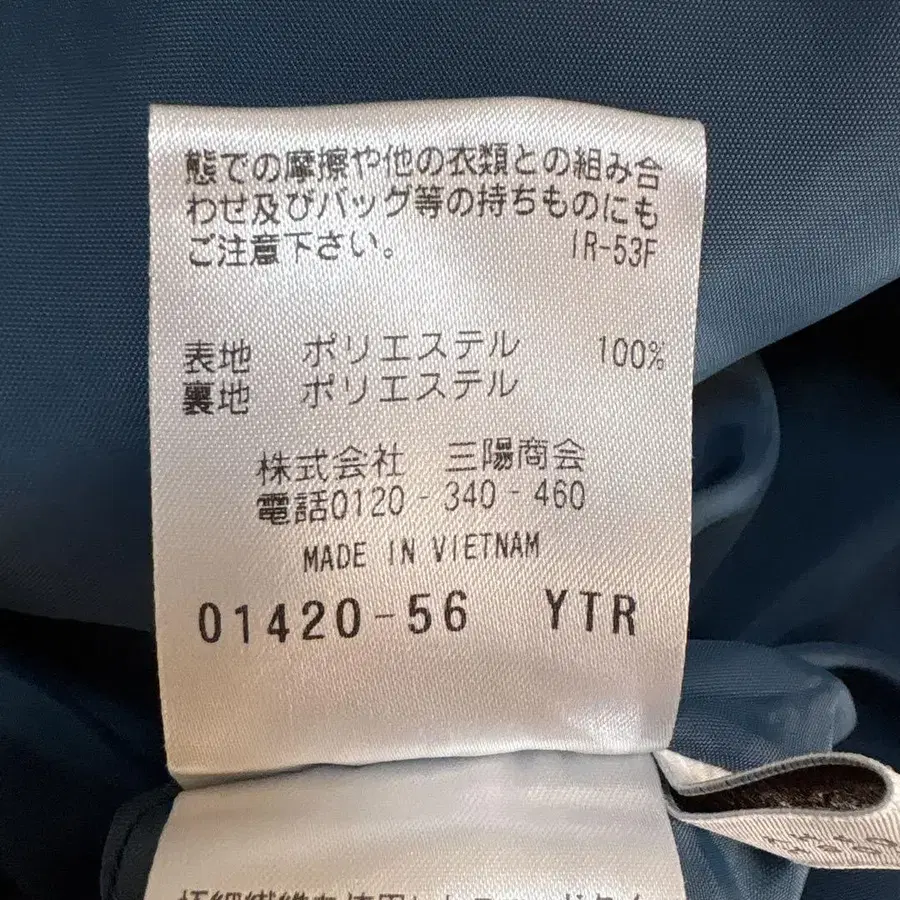 態での摩擦や他の衣類との組み合
わせ及びバッグ等の持ちものにも
ご注意下さい。 IR-53F
表地 ポリエステル 100%
裏地 ポリエステル
株式会社 三陽商会
電話0120-340-460
MADE IN VIETNAM
01420-56 YTR